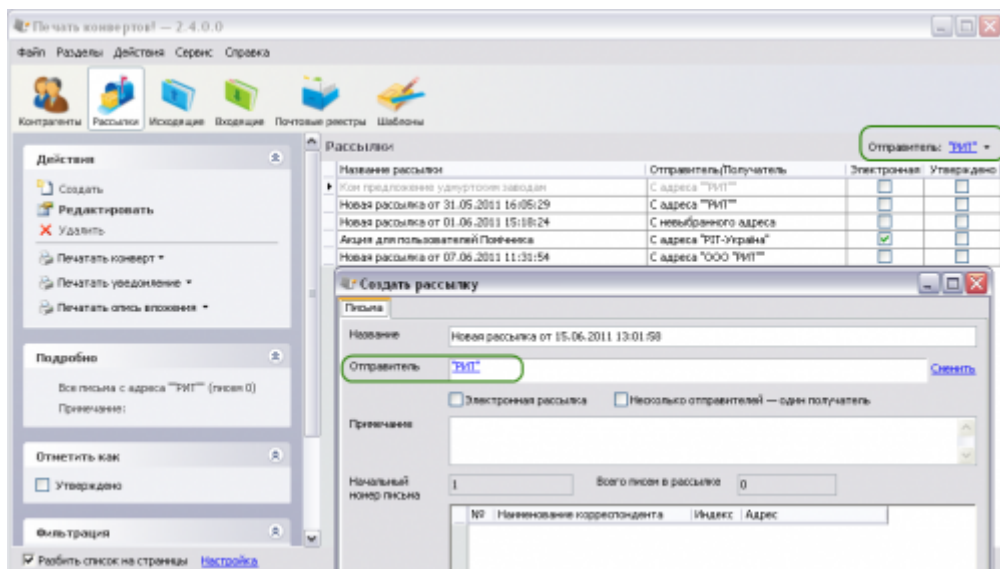 Печать конвертов! — 2.4.0.0
Файл Разделы Действия Сервис Справка
Контрагенты Рассылки Исходящие Входящие Почтовые реестры Шаблоны
Действия
Создать
Редактировать
Удалить
Печатать конверт
Печатать уведомление
Печатать опись вложения
Подробно
Все письма с адреса ""РИТ"" (писем 0)
Примечание:
Отметить как
Утверждено
Фильтрация
Разбить список на страницы Настройка
Рассылки Отправитель: "РИТ"
Название рассылки Отправитель/Получатель Электронная Утверждено
Ком предложение удмуртским заводам С адреса ""РИТ""
Новая рассылка от 31.05.2011 16:05:29 С адреса ""РИТ""
Новая рассылка от 01.06.2011 15:18:24 С невыбранного адреса
Акция для пользователей Помічника С адреса "РІТ-Україна"
Новая рассылка от 07.06.2011 11:31:54 С адреса "ООО "РИТ""
Создать рассылку
Письма
Название Новая рассылка от 15.06.2011 13:01:58
Отправитель "РИТ" Сменить
Электронная рассылка Несколько отправителей — один получатель
Примечание
Начальный номер письма 1 Всего писем в рассылке 0
№ Наименование корреспондента Индекс Адрес